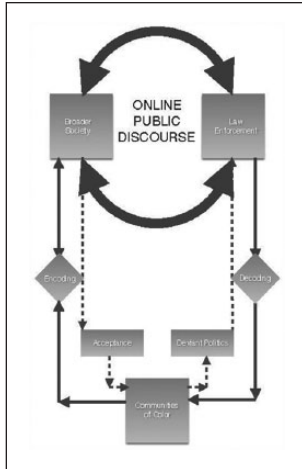 ONLINE
PUBLIC
DISCOURSE
Broader
Society
Law
Enforcement
Encoding
Decoding
Acceptance
Deviant Politics
Communities
of Color